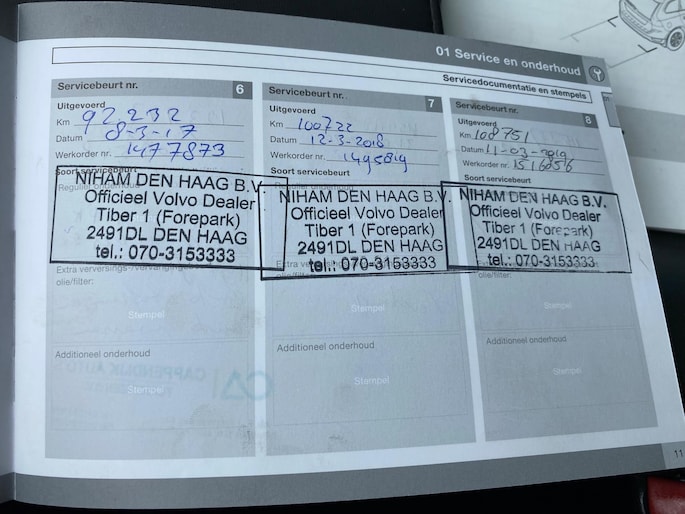 01 Service en onderhoud
Servicedocumentatie en stempels
Servicebeurt nr. 6
Uitgevoerd
Km 92 232
Datum 8-3-17
Werkorder nr. 1477873
Soort servicebeurt
NIHAM DEN HAAG B.V.
Officieel Volvo Dealer
Tiber 1 (Forepark)
2491DL DEN HAAG
tel.: 070-3153333
olie/filter:
Stempel
Additioneel onderhoud
Stempel
Servicebeurt nr. 7
Uitgevoerd
Km 100722
Datum 12-3-2018
Werkorder nr. 1495819
Soort servicebeurt
NIHAM DEN HAAG B.V.
Officieel Volvo Dealer
Tiber 1 (Forepark)
2491DL DEN HAAG
tel.: 070-3153333
olie/filter:
Stempel
Additioneel onderhoud
Stempel
Servicebeurt nr. 8
Uitgevoerd
Km 108751
Datum 11-03-2019
Werkorder nr. 1516056
Soort servicebeurt
NIHAM DEN HAAG B.V.
Officieel Volvo Dealer
Tiber 1 (Forepark)
2491DL DEN HAAG
tel.: 070-3153333
olie/filter:
Stempel
Additioneel onderhoud
Stempel
11